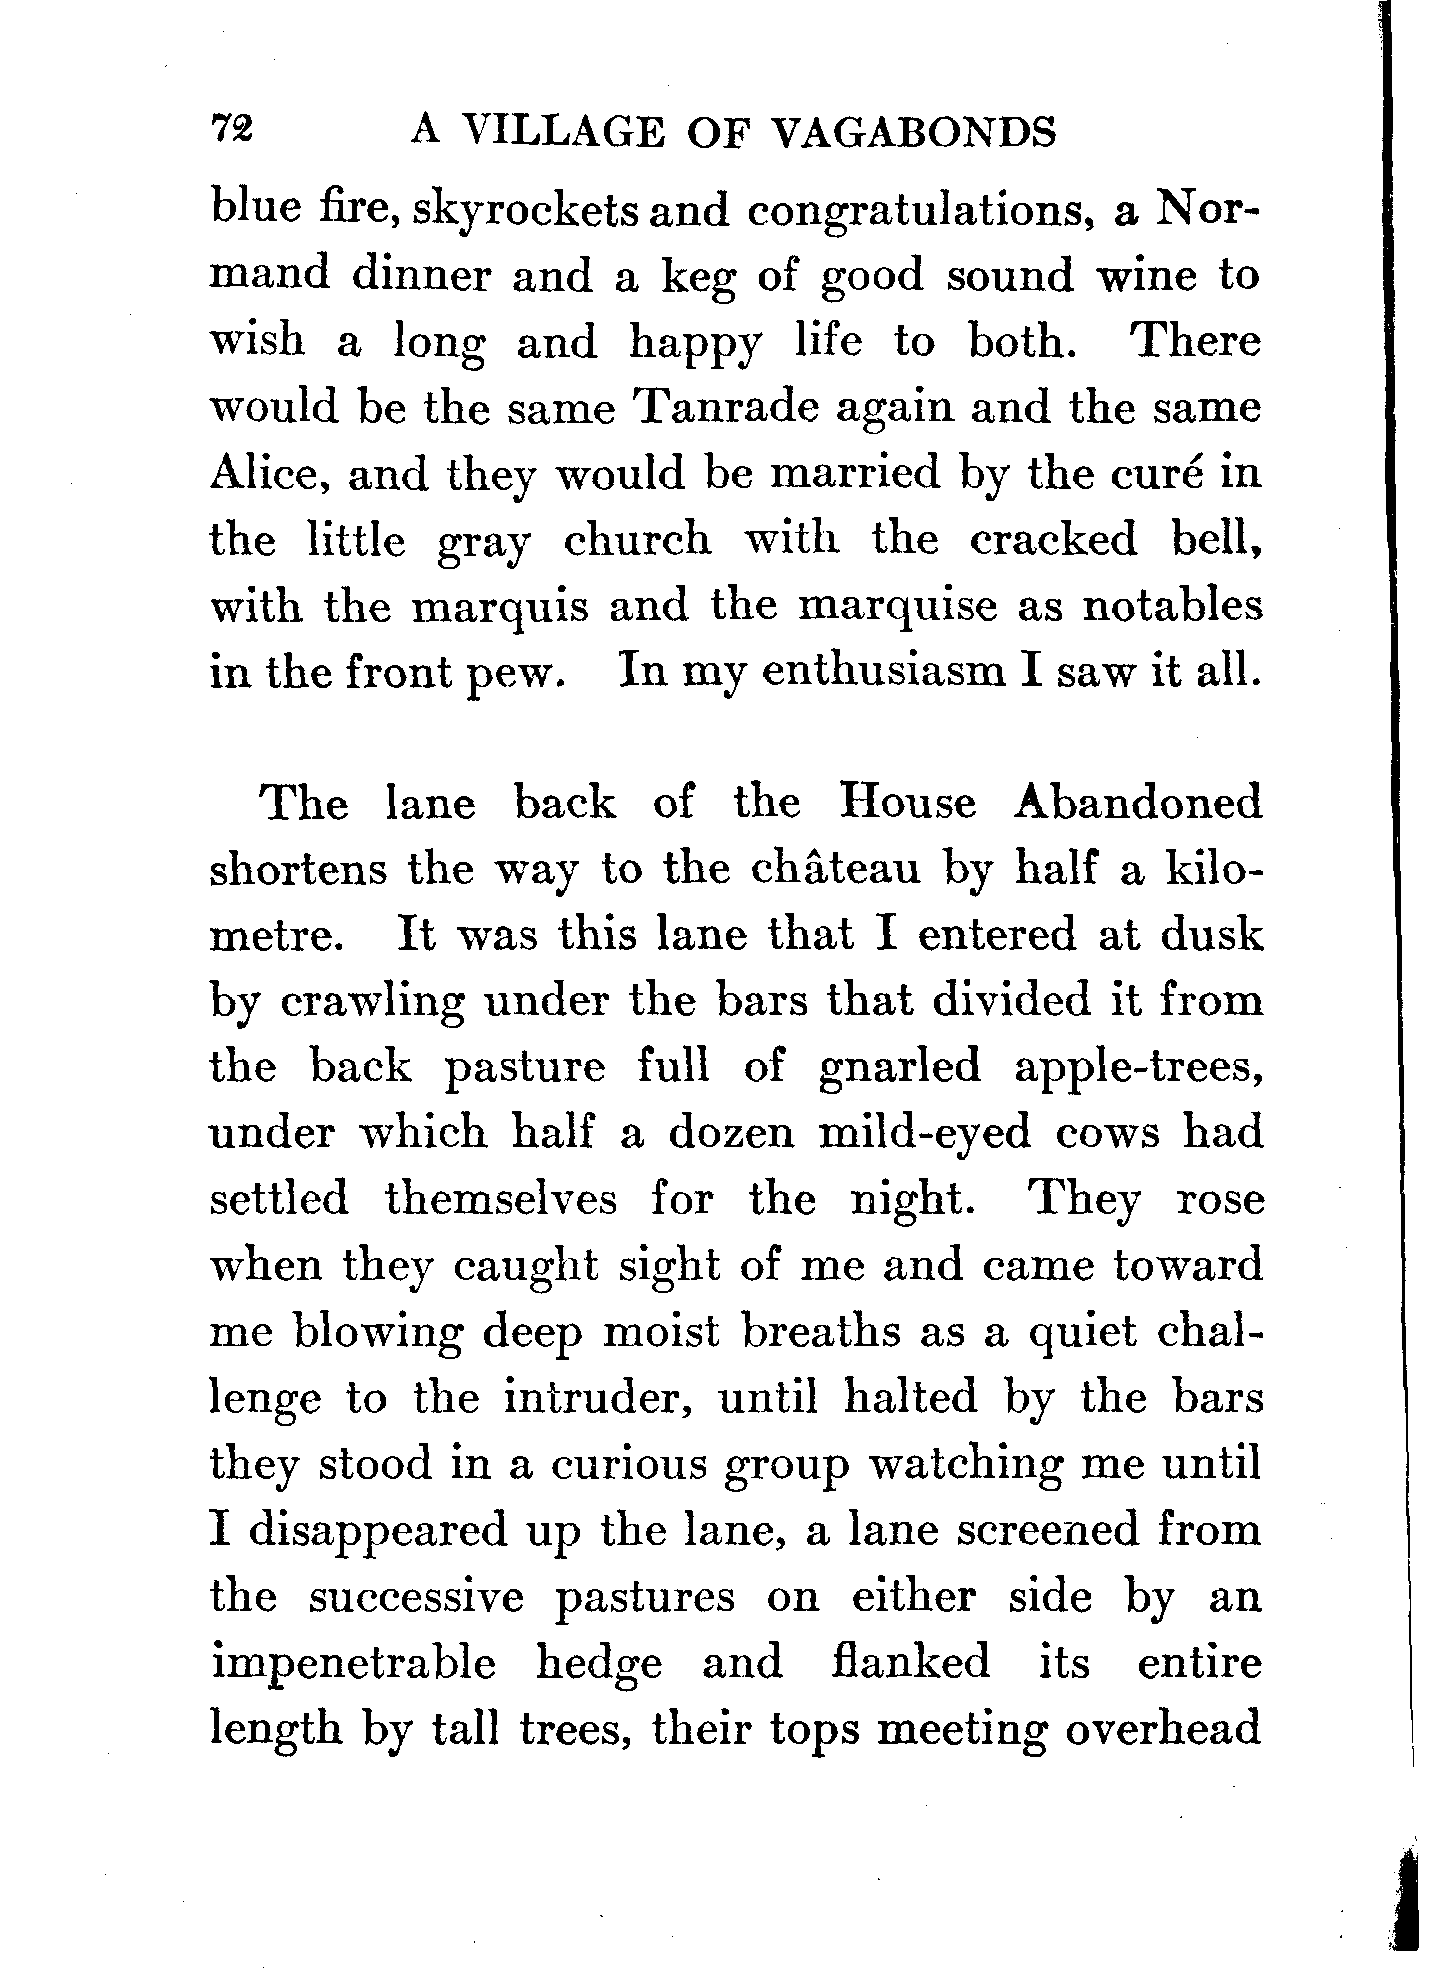 72 A VILLAGE OF VAGABONDS
blue fire, skyrockets and congratulations, a Nor-
mand dinner and a keg of good sound wine to
wish a long and happy life to both. There
would be the same Tanrade again and the same
Alice, and they would be married by the curé in
the little gray church with the cracked bell,
with the marquis and the marquise as notables
in the front pew. In my enthusiasm I saw it all.
The lane back of the House Abandoned
shortens the way to the château by half a kilo-
metre. It was this lane that I entered at dusk
by crawling under the bars that divided it from
the back pasture full of gnarled apple-trees,
under which half a dozen mild-eyed cows had
settled themselves for the night. They rose
when they caught sight of me and came toward
me blowing deep moist breaths as a quiet chal-
lenge to the intruder, until halted by the bars
they stood in a curious group watching me until
I disappeared up the lane, a lane screened from
the successive pastures on either side by an
impenetrable hedge and flanked its entire
length by tall trees, their tops meeting overhead